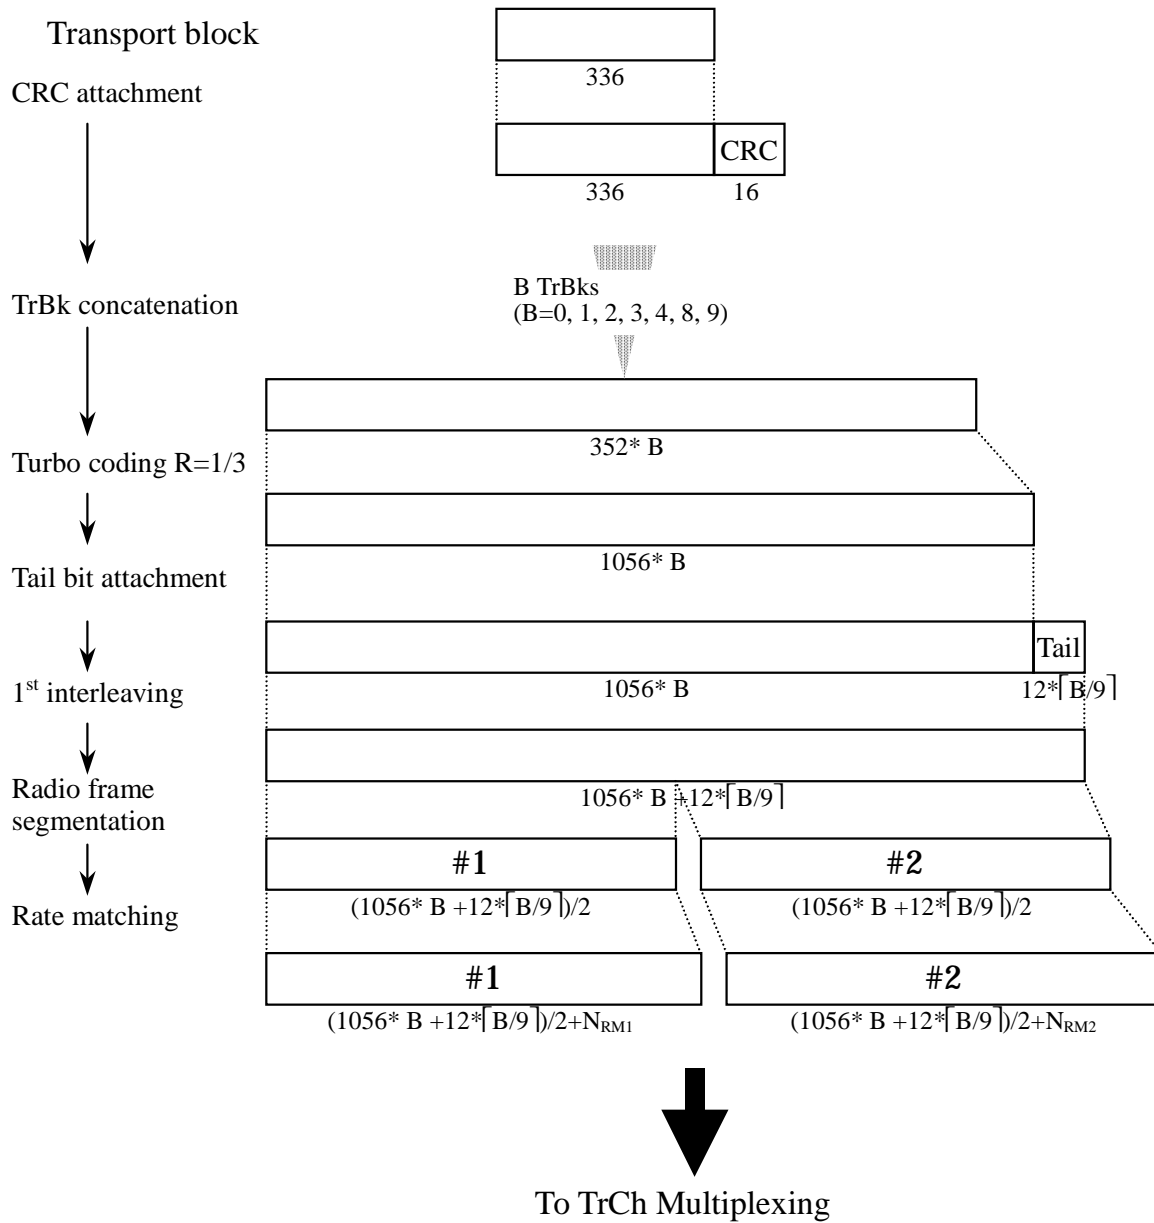 Transport block
336
CRC attachment
CRC
336 16
B TrBks
(B=0, 1, 2, 3, 4, 8, 9)
TrBk concatenation
352* B
Turbo coding R=1/3
1056* B
Tail bit attachment
Tail
1056* B 12*⌈B/9⌉
1st interleaving
1056* B +12*⌈B/9⌉
Radio frame
segmentation
#1 #2
(1056* B +12*⌈B/9⌉)/2 (1056* B +12*⌈B/9⌉)/2
Rate matching
#1 #2
(1056* B +12*⌈B/9⌉)/2+NRM1 (1056* B +12*⌈B/9⌉)/2+NRM2
To TrCh Multiplexing